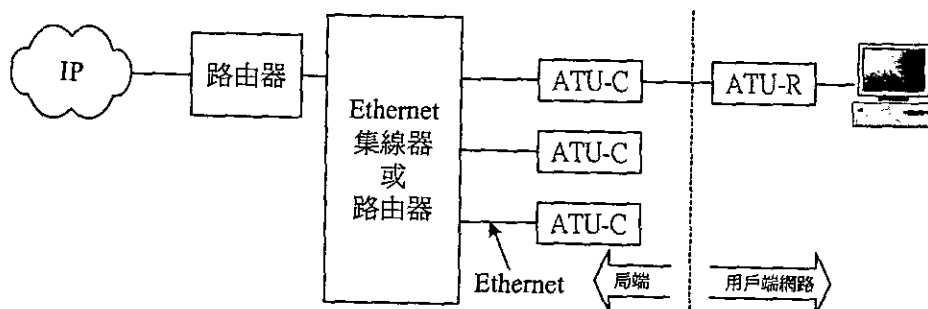 IP
路由器
Ethernet
集線器
或
路由器
ATU-C
ATU-R
ATU-C
ATU-C
Ethernet
局端
用戶端網路